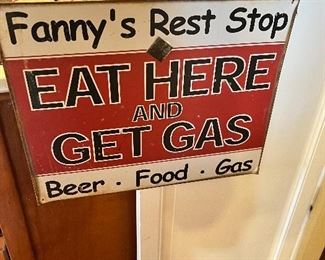 Fanny's Rest Stop
EAT HERE
AND
GET GAS
Beer · Food · Gas